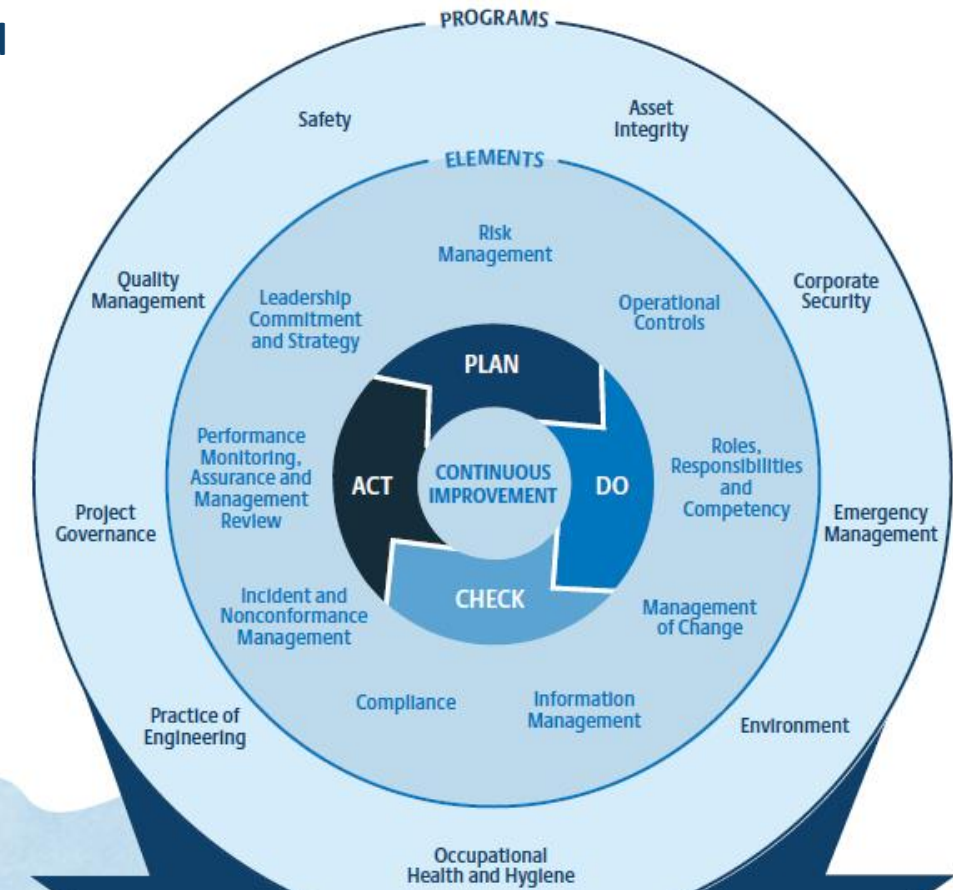 PROGRAMS
Safety
Asset
Integrity
ELEMENTS
Risk
Management
Quality
Management
Leadership
Commitment
and Strategy
Operational
Controls
Corporate
Security
PLAN
Performance
Monitoring,
Assurance and
Management
Review
ACT
CONTINUOUS
IMPROVEMENT
DO
Roles,
Responsibilities
and
Competency
Project
Governance
Emergency
Management
Incident and
Nonconformance
Management
CHECK
Management
of Change
Compliance
Information
Management
Practice of
Engineering
Environment
Occupational
Health and Hygiene